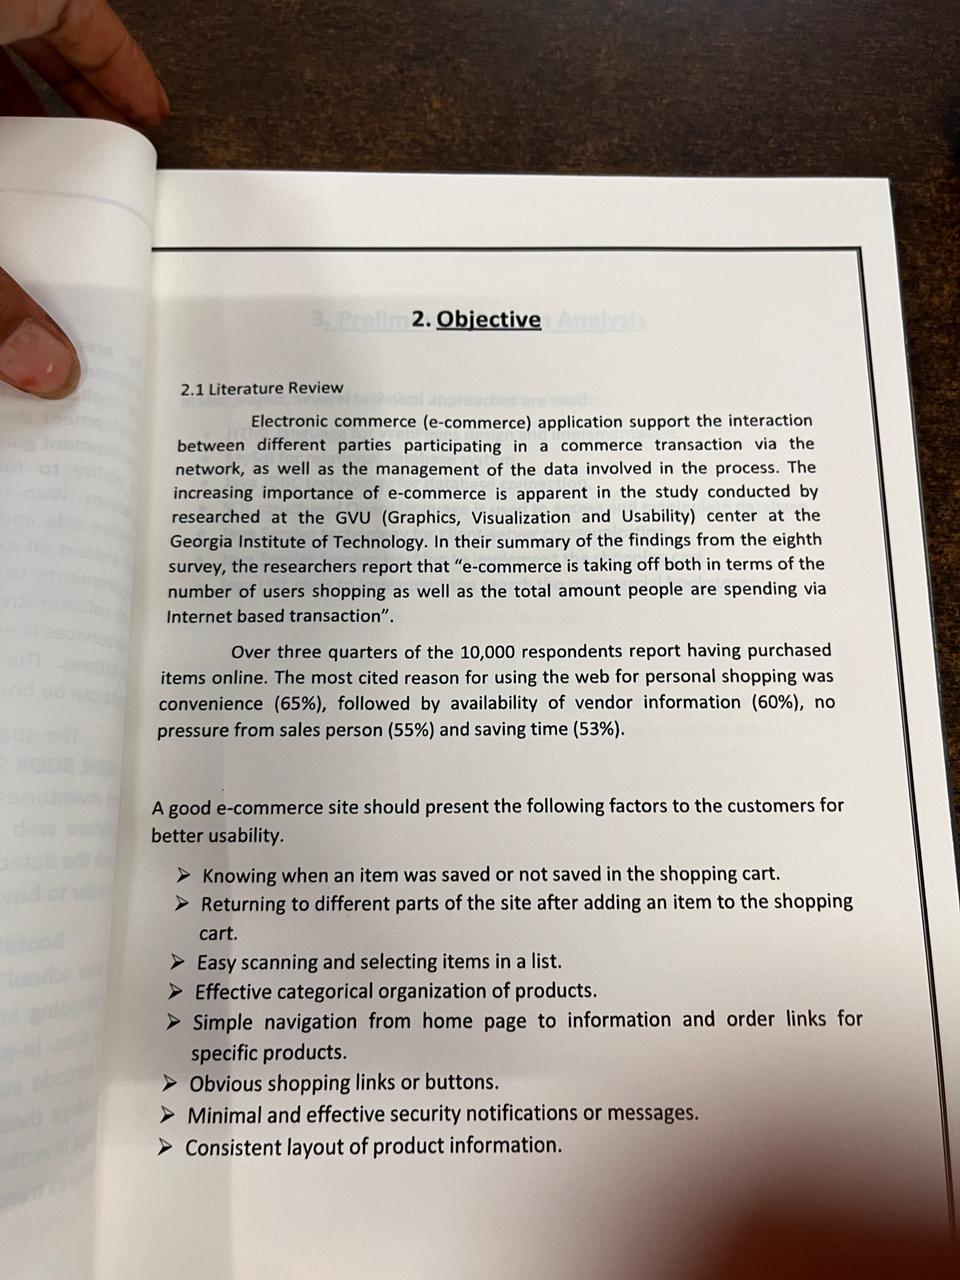 2. Objective
2.1 Literature Review
Electronic commerce (e-commerce) application support the interaction
between different parties participating in a commerce transaction via the
network, as well as the management of the data involved in the process. The
increasing importance of e-commerce is apparent in the study conducted by
researched at the GVU (Graphics, Visualization and Usability) center at the
Georgia Institute of Technology. In their summary of the findings from the eighth
survey, the researchers report that “e-commerce is taking off both in terms of the
number of users shopping as well as the total amount people are spending via
Internet based transaction”.
Over three quarters of the 10,000 respondents report having purchased
items online. The most cited reason for using the web for personal shopping was
convenience (65%), followed by availability of vendor information (60%), no
pressure from sales person (55%) and saving time (53%).
A good e-commerce site should present the following factors to the customers for
better usability.
➢ Knowing when an item was saved or not saved in the shopping cart.
➢ Returning to different parts of the site after adding an item to the shopping
cart.
➢ Easy scanning and selecting items in a list.
➢ Effective categorical organization of products.
➢ Simple navigation from home page to information and order links for
specific products.
➢ Obvious shopping links or buttons.
➢ Minimal and effective security notifications or messages.
➢ Consistent layout of product information.